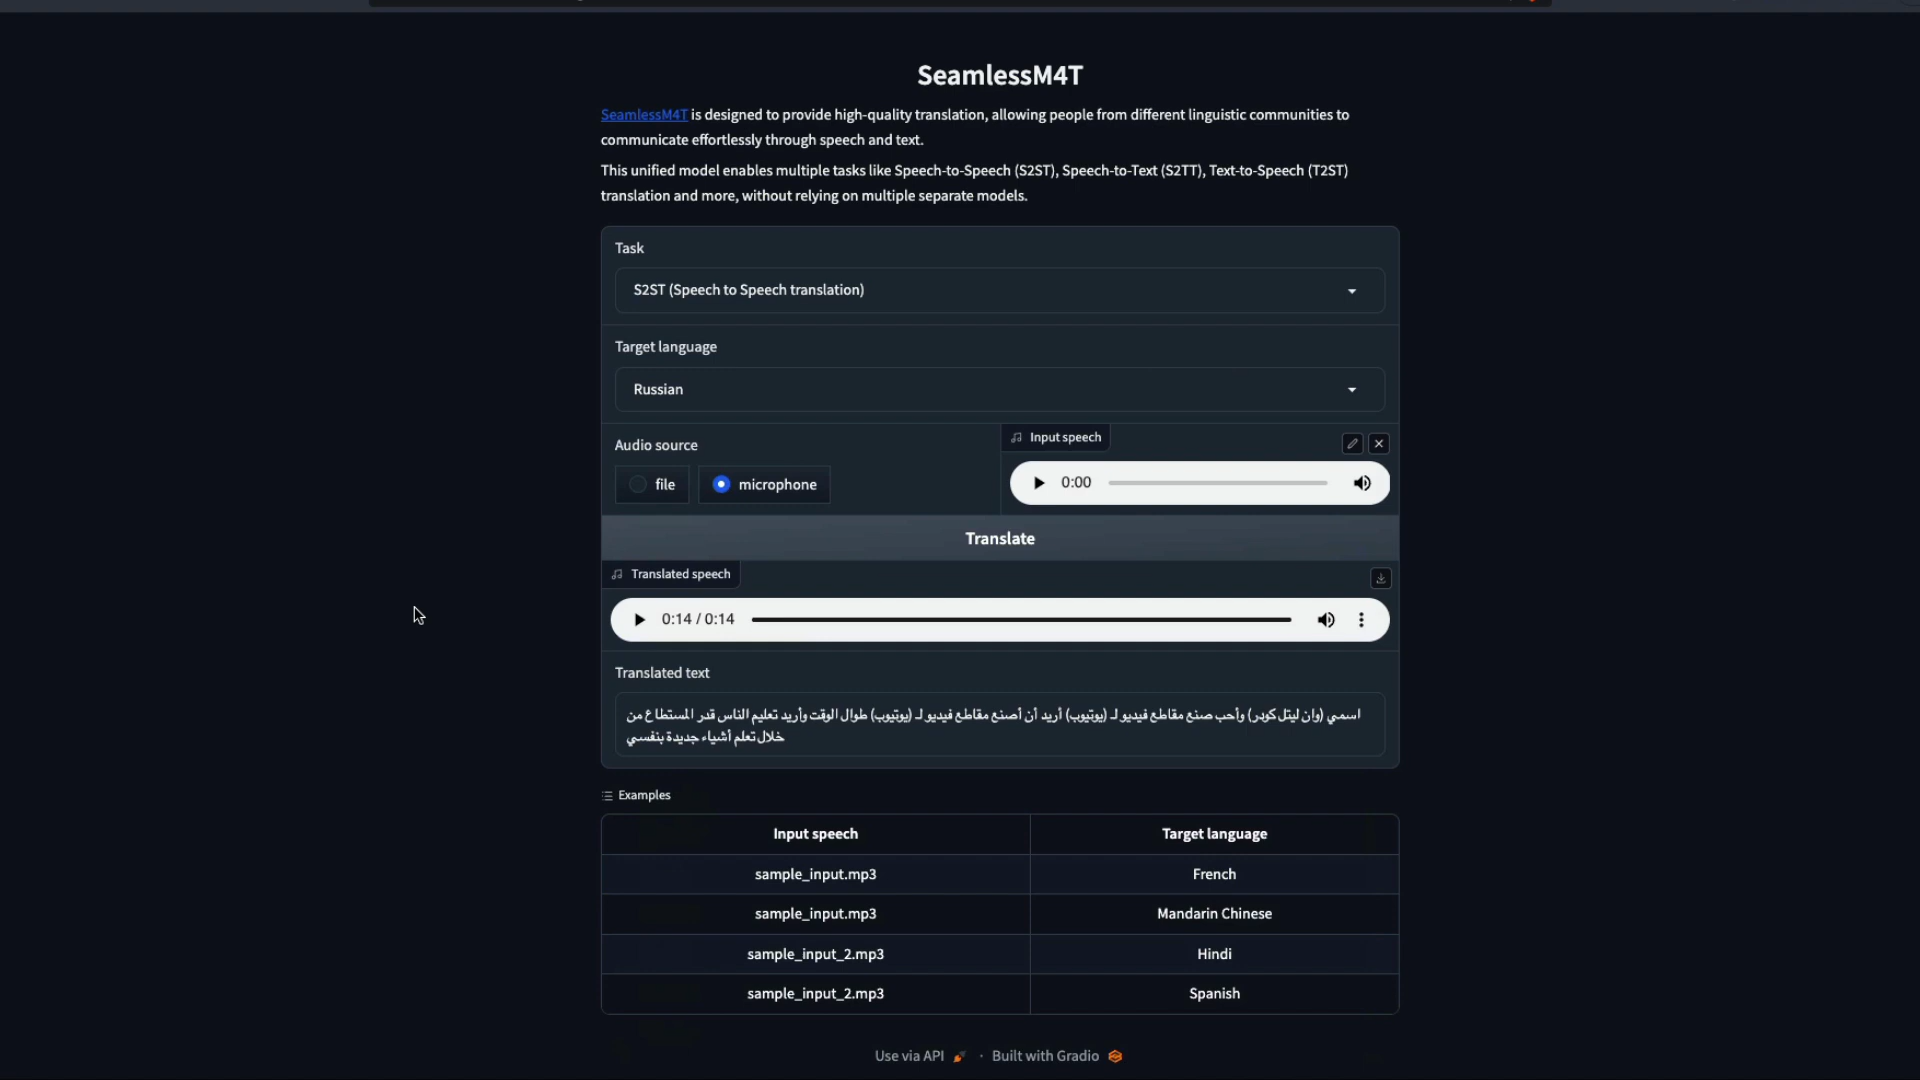 SeamlessM4T
SeamlessM4T is designed to provide high-quality translation, allowing people from different linguistic communities to
communicate effortlessly through speech and text.
This unified model enables multiple tasks like Speech-to-Speech (S2ST), Speech-to-Text (S2TT), Text-to-Speech (T2ST)
translation and more, without relying on multiple separate models.
Task
S2ST (Speech to Speech translation)
Target language
Russian
Audio source
file
microphone
Input speech
0:00
Translate
Translated speech
0:14 / 0:14
Translated text
اسمي (وان ليتل كودر) وأحب صنع مقاطع فيديو لـ (يوتيوب) أريد أن أصنع مقاطع فيديو لـ (يوتيوب) طوال الوقت وأريد تعليم الناس قدر المستطاع من
خلال تعلم أشياء جديدة بنفسي
Examples
Input speech Target language
sample_input.mp3 French
sample_input.mp3 Mandarin Chinese
sample_input_2.mp3 Hindi
sample_input_2.mp3 Spanish
Use via API · Built with Gradio